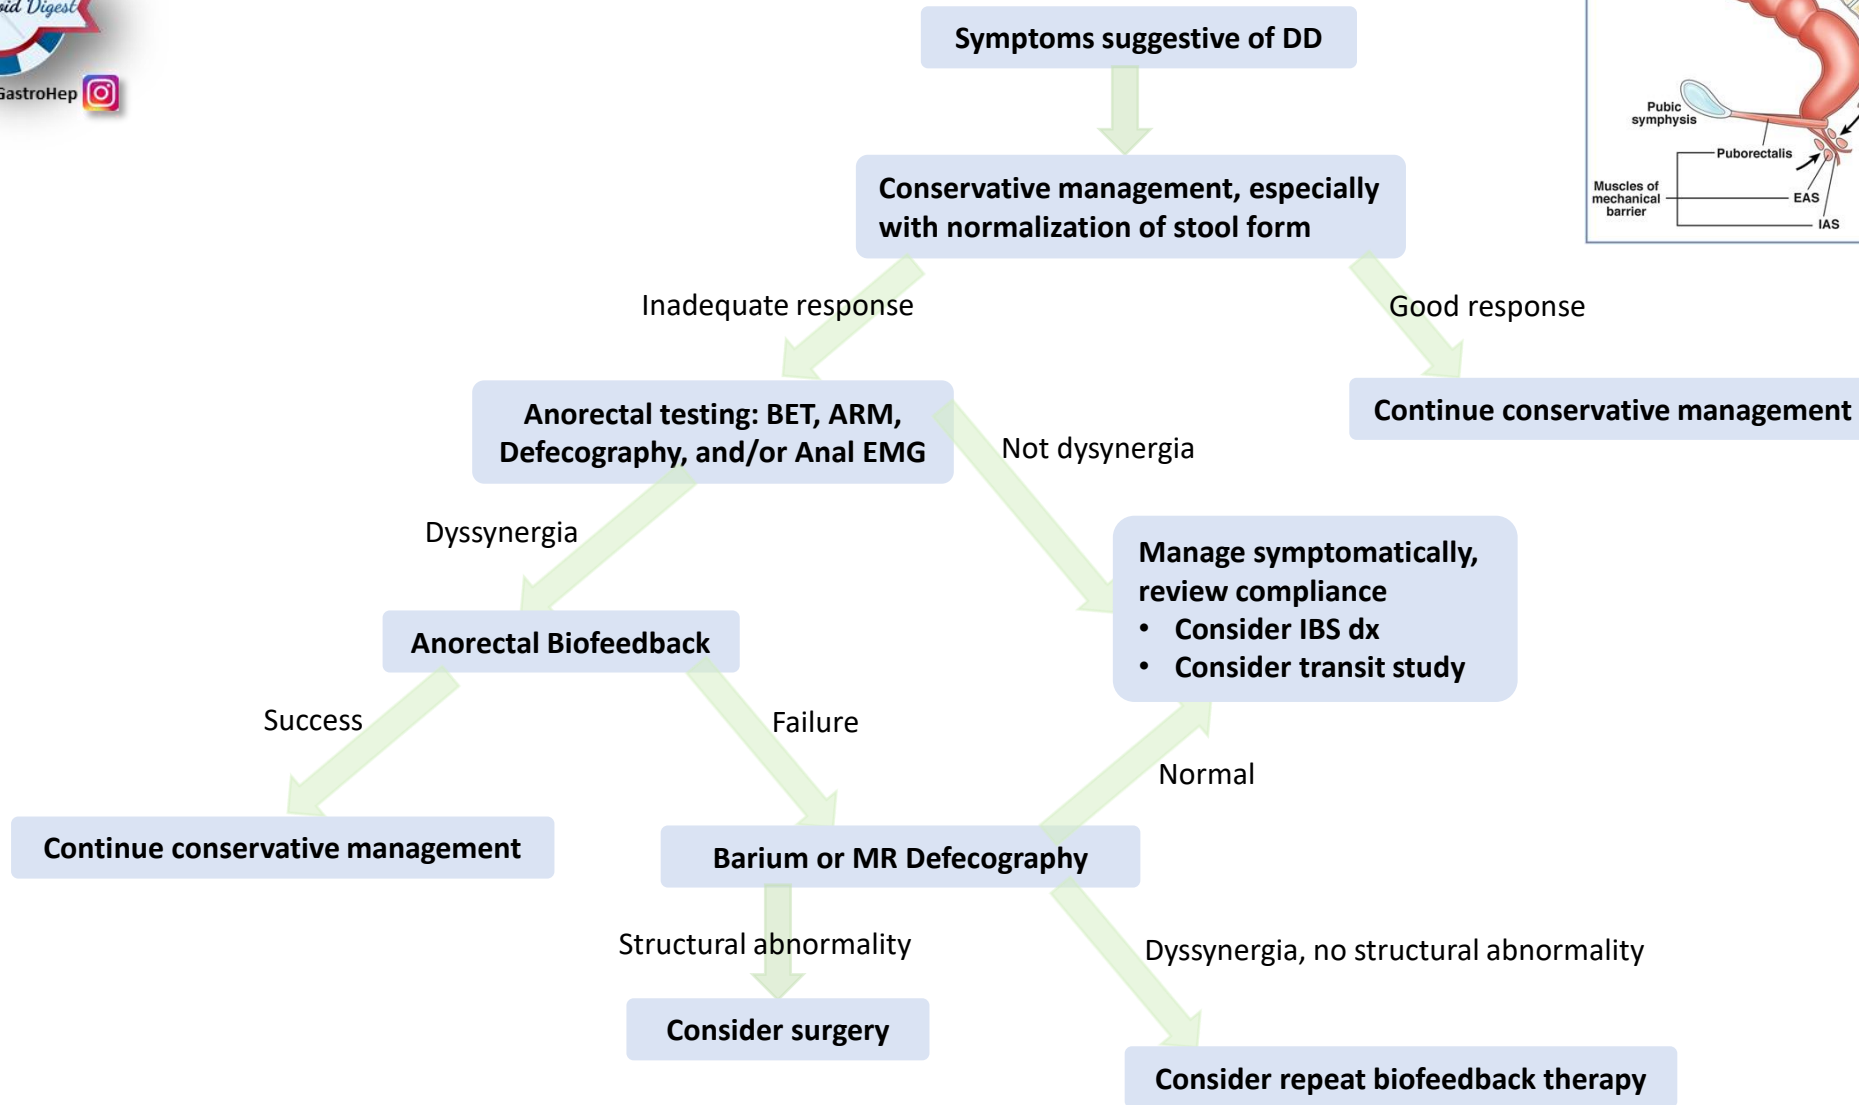 Digest
GastroHep
Symptoms suggestive of DD
Pubic
symphysis
Puborectalis
Muscles of
mechanical
barrier
EAS
IAS
Conservative management, especially
with normalization of stool form
Inadequate response
Good response
Anorectal testing: BET, ARM,
Defecography, and/or Anal EMG
Continue conservative management
Not dysynergia
Dyssynergia
Manage symptomatically,
review compliance
• Consider IBS dx
• Consider transit study
Anorectal Biofeedback
Success
Failure
Normal
Continue conservative management
Barium or MR Defecography
Structural abnormality
Dyssynergia, no structural abnormality
Consider surgery
Consider repeat biofeedback therapy